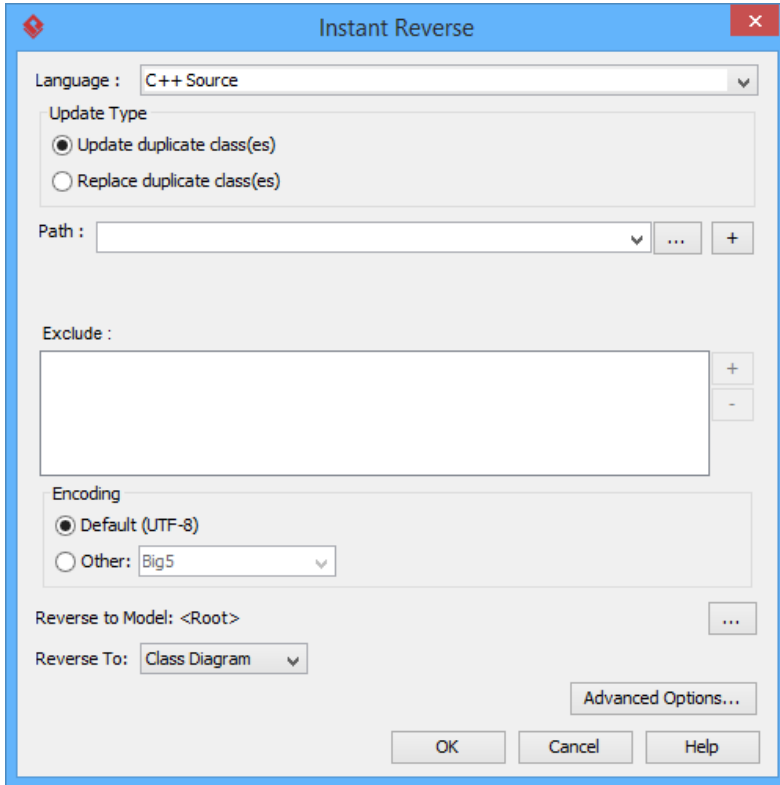 Instant Reverse
Language : C++ Source
Update Type
Update duplicate class(es)
Replace duplicate class(es)
Path : ... +
Exclude :
+
-
Encoding
Default (UTF-8)
Other: Big5
Reverse to Model: <Root> ...
Reverse To: Class Diagram
Advanced Options...
OK Cancel Help